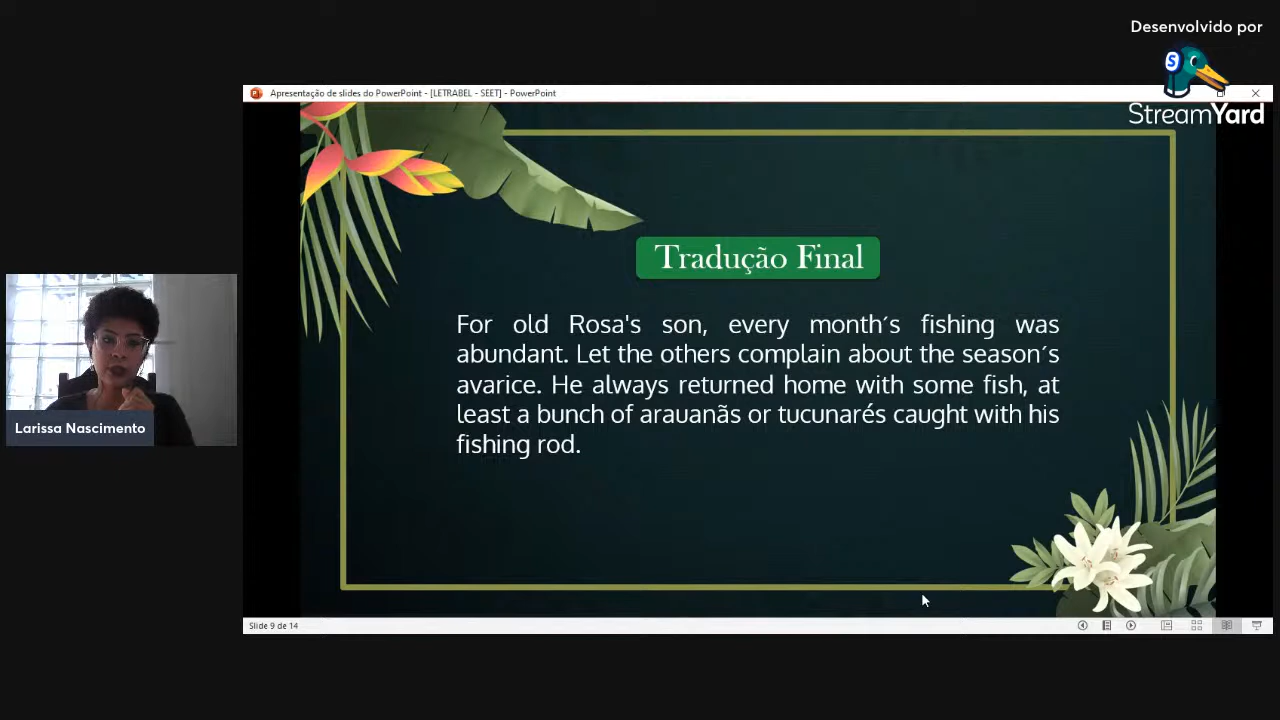 Desenvolvido por
S
StreamYard
Apresentação de slides do PowerPoint - [LETRABEL - SEET] - PowerPoint
Tradução Final
For old Rosa's son, every month´s fishing was
abundant. Let the others complain about the season´s
avarice. He always returned home with some fish, at
least a bunch of arauanãs or tucunarés caught with his
fishing rod.
Larissa Nascimento
Slide 9 de 14